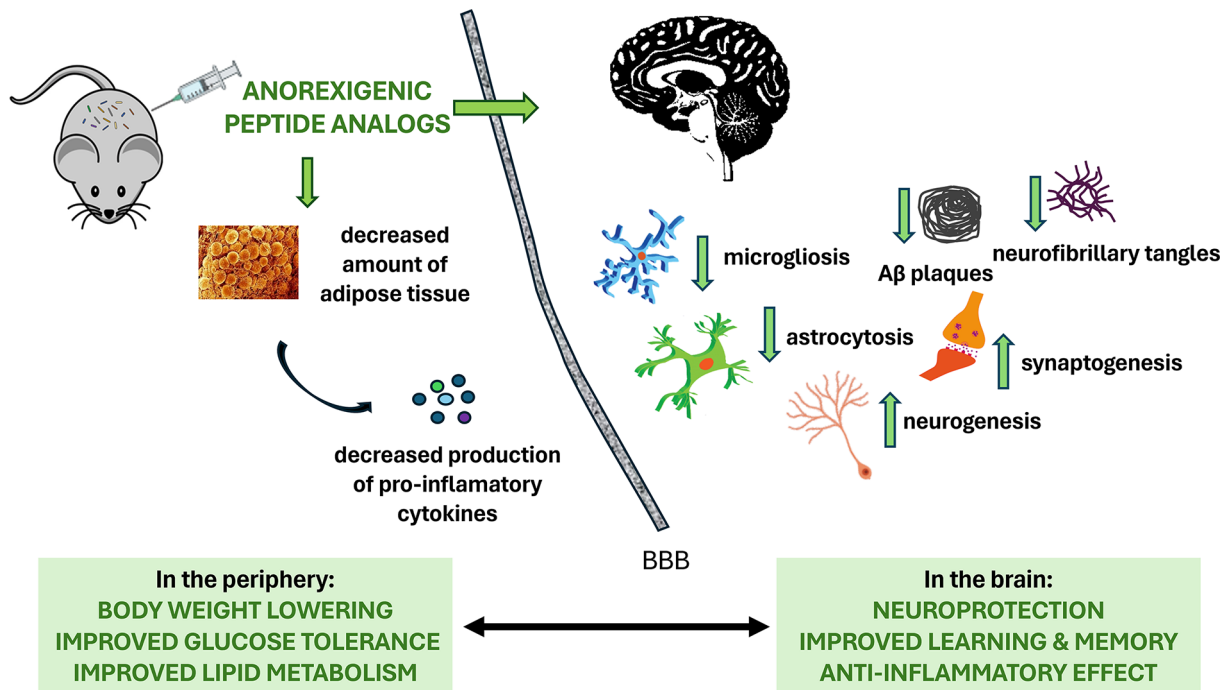 ANOREXIGENIC
PEPTIDE ANALOGS
decreased
amount of
adipose tissue
decreased production
of pro-inflamatory
cytokines
BBB
microgliosis
astrocytosis
neurogenesis
Aβ plaques
neurofibrillary tangles
synaptogenesis
In the periphery:
BODY WEIGHT LOWERING
IMPROVED GLUCOSE TOLERANCE
IMPROVED LIPID METABOLISM
In the brain:
NEUROPROTECTION
IMPROVED LEARNING & MEMORY
ANTI-INFLAMMATORY EFFECT